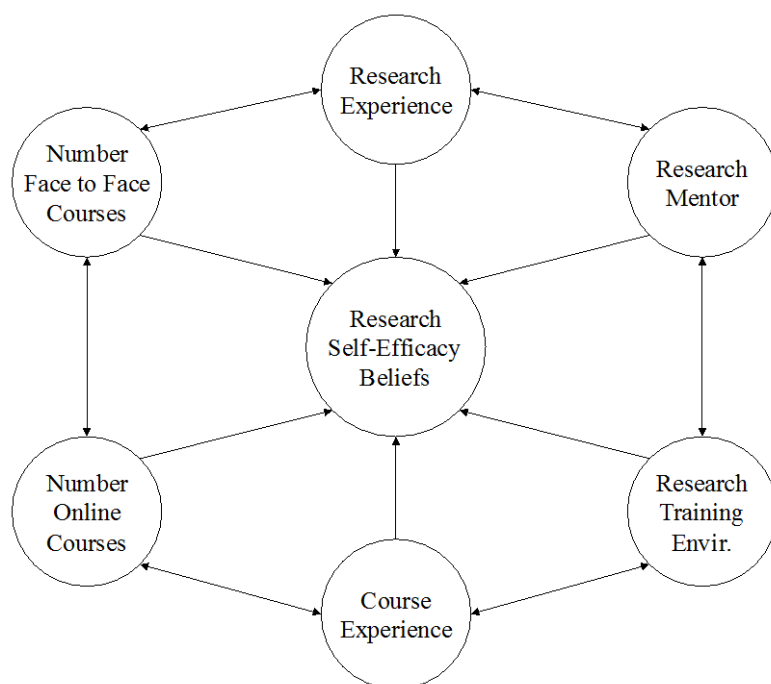 Research
Experience
Number
Face to Face
Courses
Research
Mentor
Research
Self-Efficacy
Beliefs
Number
Online
Courses
Research
Training
Envir.
Course
Experience